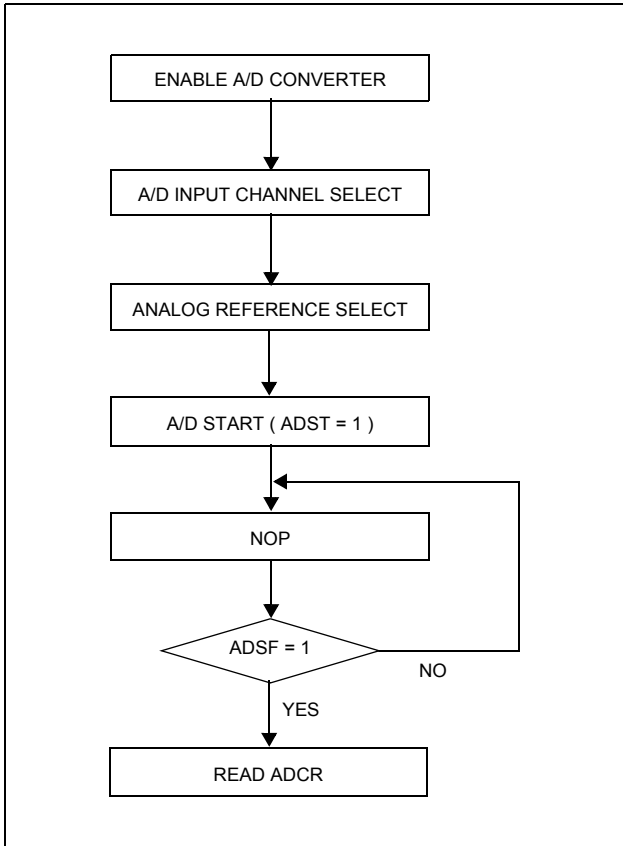 ENABLE A/D CONVERTER
A/D INPUT CHANNEL SELECT
ANALOG REFERENCE SELECT
A/D START ( ADST = 1 )
NOP
ADSF = 1
NO
YES
READ ADCR